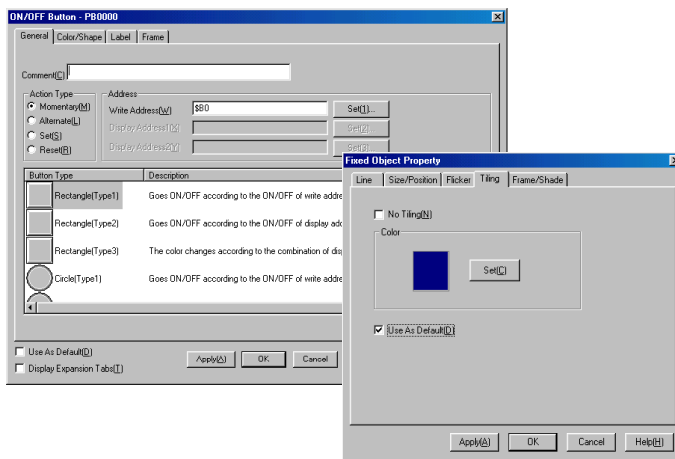 ON/OFF Button - PB0000
General Color/Shape Label Frame
Comment(C)
Action Type
Momentary(M)
Alternate(L)
Set(S)
Reset(R)
Address
Write Address(W) $B0 Set(1)...
Display Address1(X) Set(2)...
Display Address2(Y) Set(3)...
Button Type Description
Rectangle(Type1) Goes ON/OFF according to the ON/OFF of write addre
Rectangle(Type2) Goes ON/OFF according to the ON/OFF of display add
Rectangle(Type3) The color changes according to the combination of dis
Circle(Type1) Goes ON/OFF according to the ON/OFF of write addre
Use As Default(D)
Display Expansion Tabs(T)
Apply(A) OK Cancel
Fixed Object Property
Line Size/Position Flicker Tiling Frame/Shade
No Tiling(N)
Color
Set(C)
Use As Default(D)
Apply(A) OK Cancel Help(H)